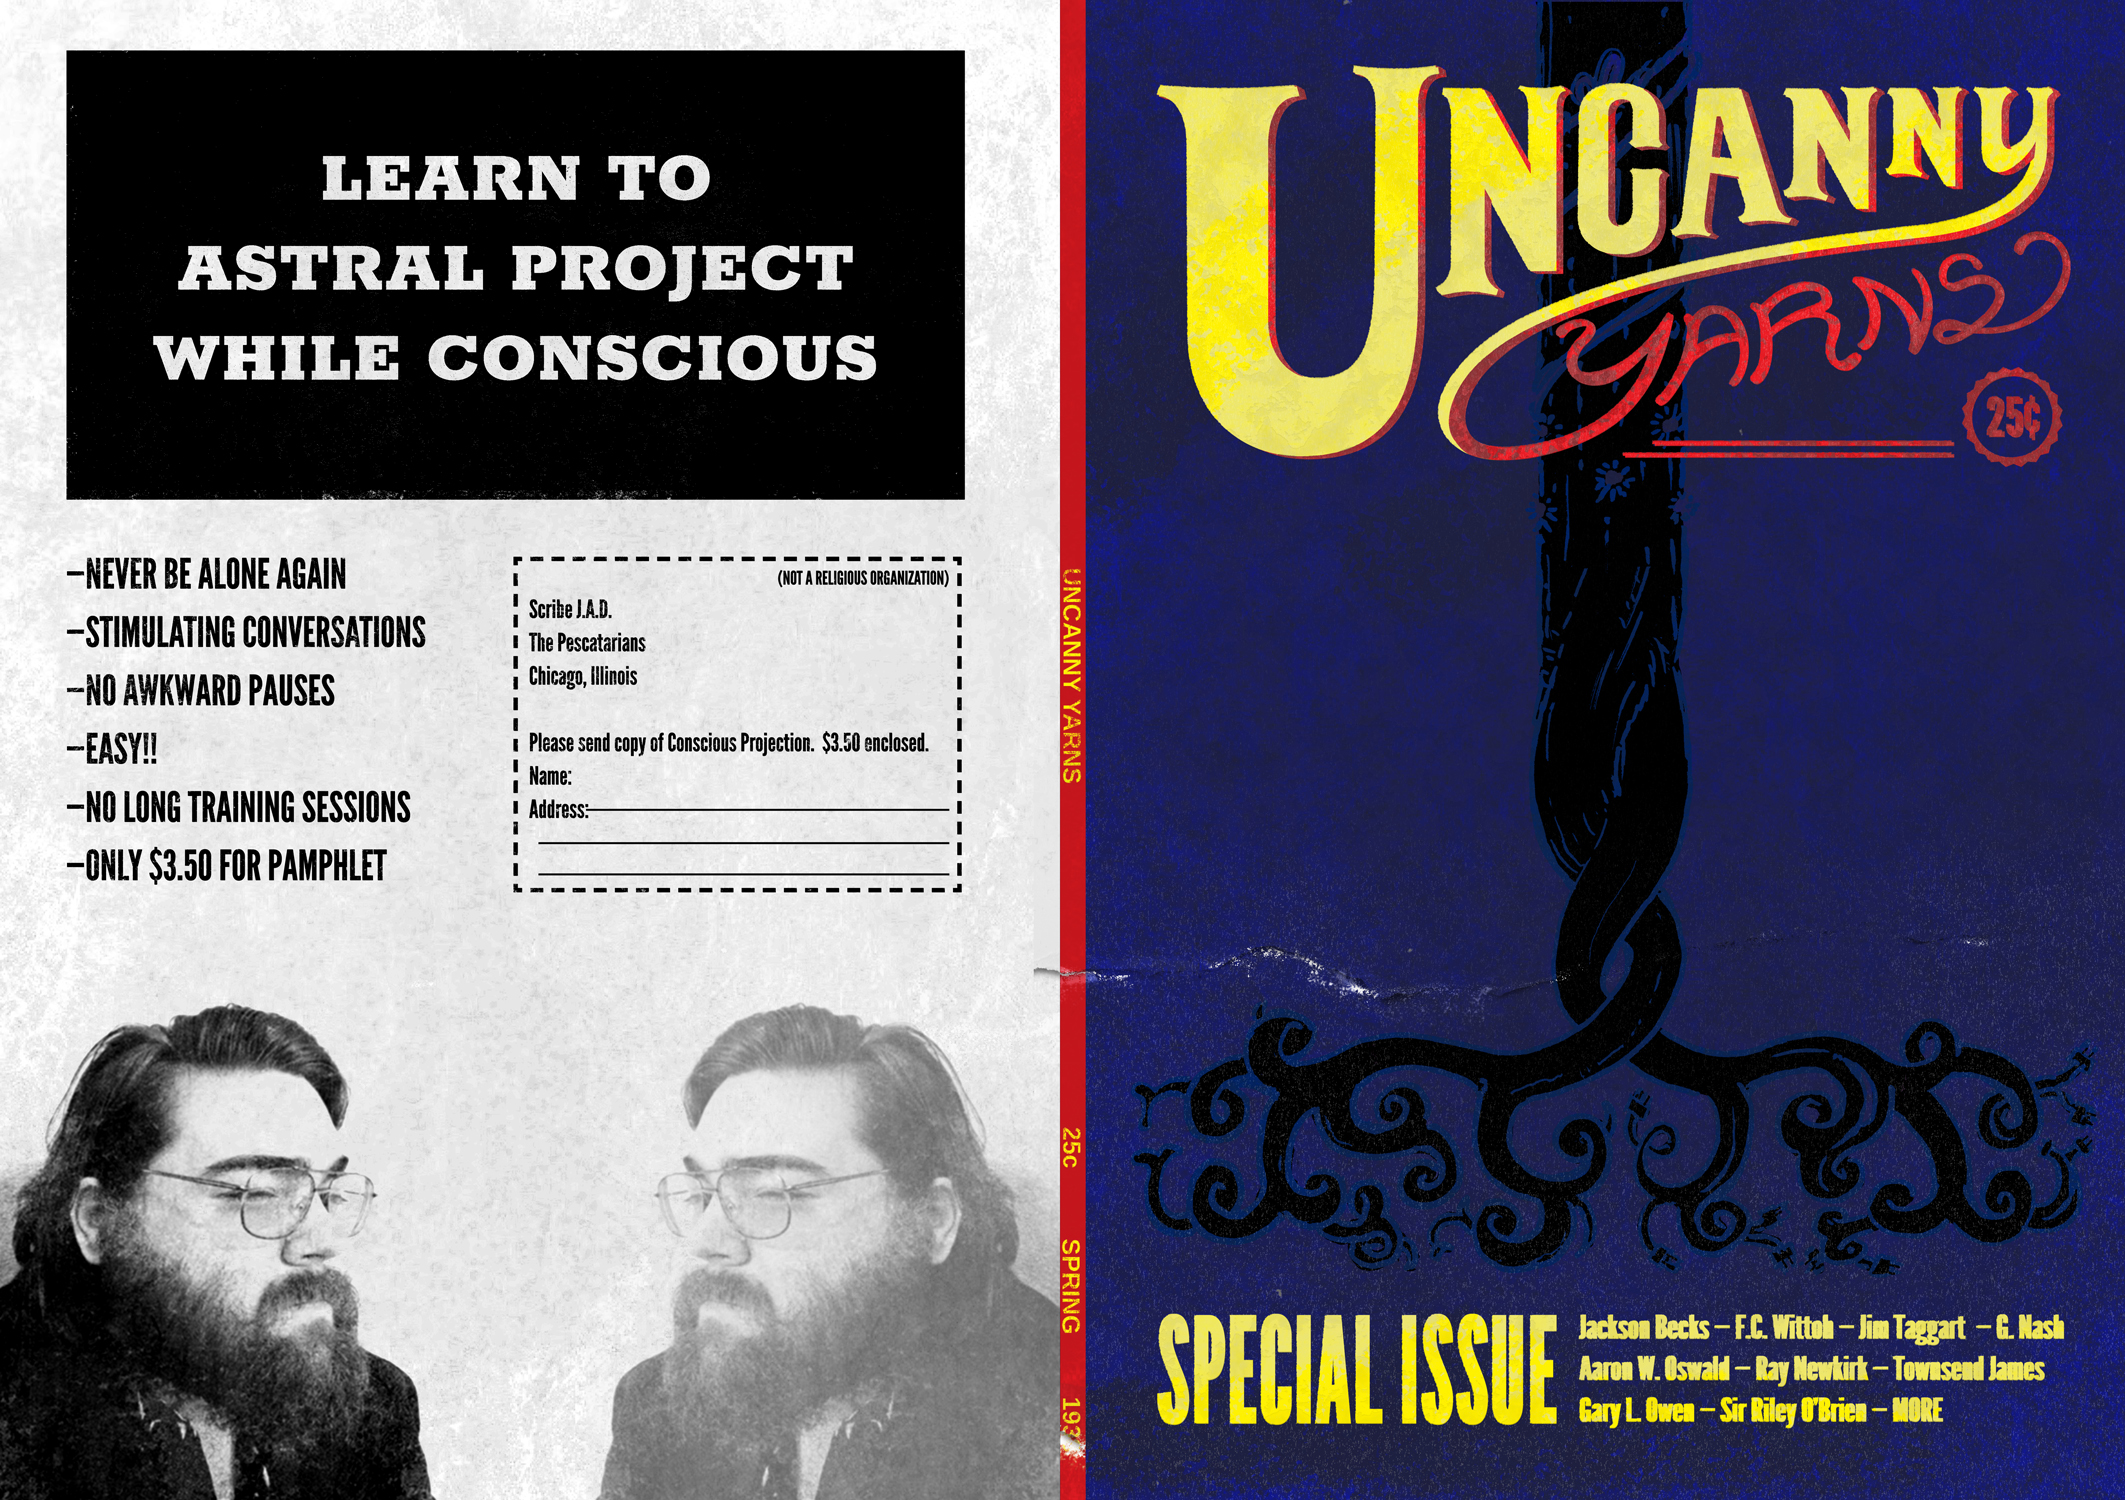 LEARN TO
ASTRAL PROJECT
WHILE CONSCIOUS
—NEVER BE ALONE AGAIN
—STIMULATING CONVERSATIONS
—NO AWKWARD PAUSES
—EASY!!
—NO LONG TRAINING SESSIONS
—ONLY $3.50 FOR PAMPHLET
(NOT A RELIGIOUS ORGANIZATION)
Scribe J.A.D.
The Pescatarians
Chicago, Illinois
Please send copy of Conscious Projection. $3.50 enclosed.
Name:
Address:
UNCANNY YARNS 25c SPRING 193
UNCANNY
YARNS
25¢
SPECIAL ISSUE
Jackson Becks — F.C. Wittoh — Jim Taggart — G. Nash
Aaron W. Oswald — Ray Newkirk — Townsend James
Gary L. Owen — Sir Riley O'Brien — MORE